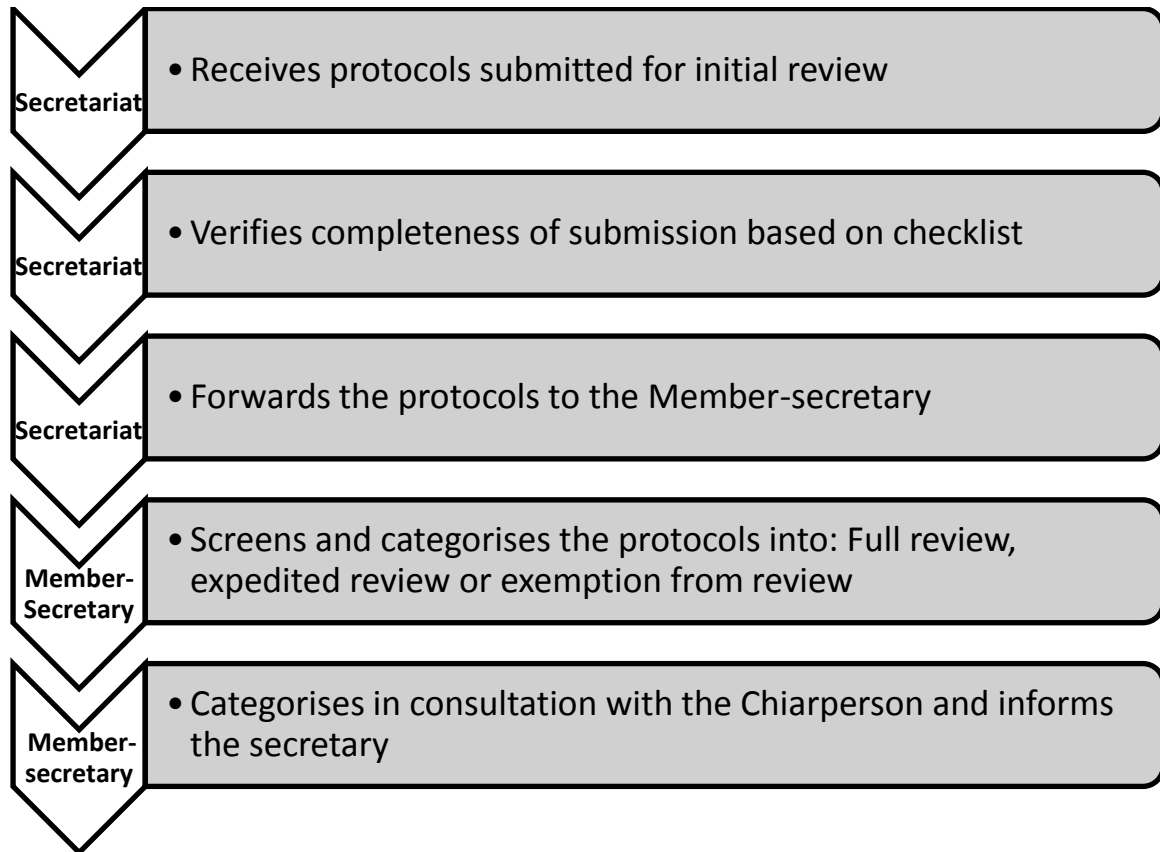 Secretariat
• Receives protocols submitted for initial review
Secretariat
• Verifies completeness of submission based on checklist
Secretariat
• Forwards the protocols to the Member-secretary
Member-
Secretary
• Screens and categorises the protocols into: Full review,
expedited review or exemption from review
Member-
secretary
• Categorises in consultation with the Chiarperson and informs
the secretary